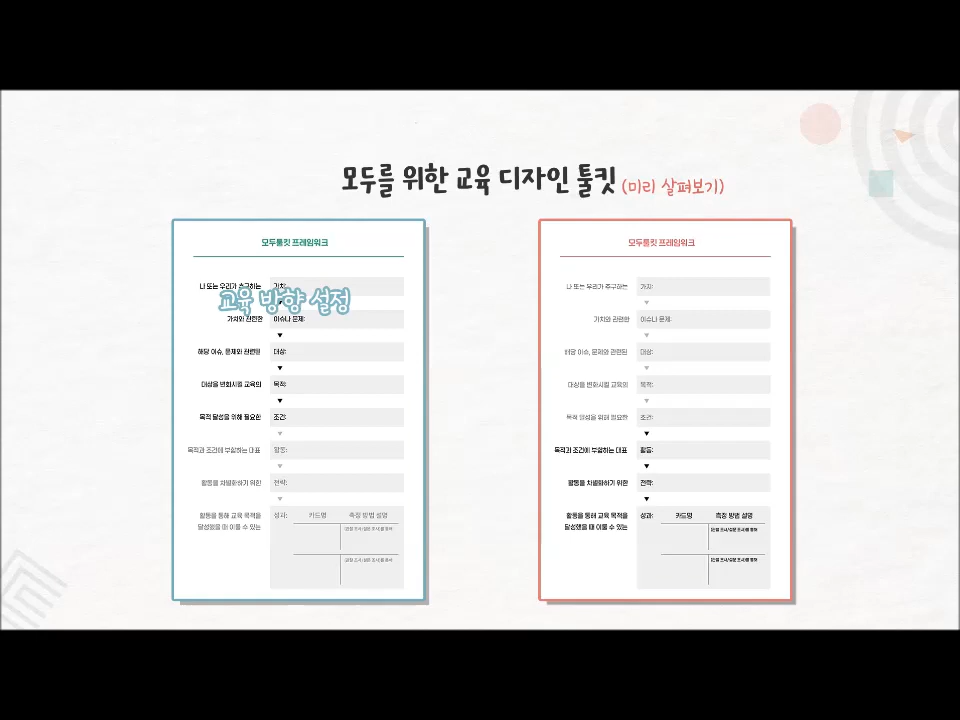 모두를 위한 교육 디자인 툴킷 (미리 살펴보기)
모두툴킷 프레임워크
나 또는 우리가 추구하는 가치:
교육 방향 설정
가치와 관련한 이슈나 문제:
해당 이슈, 문제와 관련된 대상:
대상을 변화시킬 교육의 목적:
목적 달성을 위해 필요한 조건:
목적과 조건에 부합하는 대표 활동:
활동을 차별화하기 위한 전략:
활동을 통해 교육 목적을 성과: 카드명 측정 방법 설명
달성했을 때 이룰 수 있는
모두툴킷 프레임워크
나 또는 우리가 추구하는 가치:
가치와 관련한 이슈나 문제:
해당 이슈, 문제와 관련된 대상:
대상을 변화시킬 교육의 목적:
목적 달성을 위해 필요한 조건:
목적과 조건에 부합하는 대표 활동:
활동을 차별화하기 위한 전략:
활동을 통해 교육 목적을 성과: 카드명 측정 방법 설명
달성했을 때 이룰 수 있는